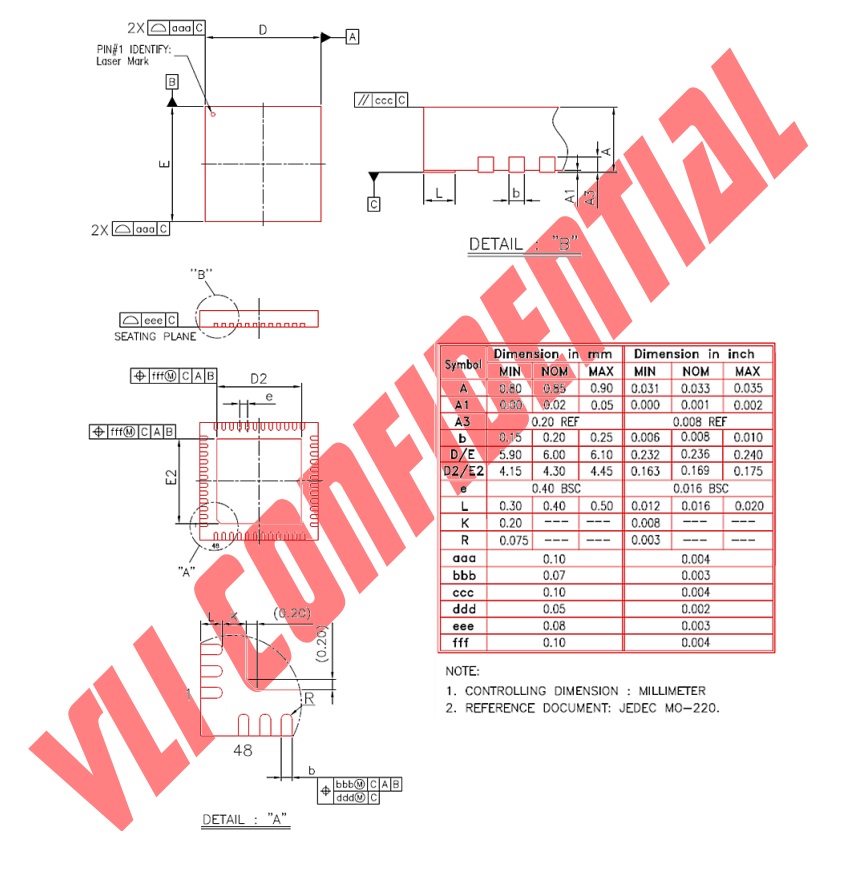 2X aaa C
D
A
PIN#1 IDENTIFY:
Laser Mark
B
E
2X aaa C
// ccc C
A
A1
A3
C
L
b
DETAIL : "B"
"B"
eee C
SEATING PLANE
fff Ⓜ C A B
D2
e
fff Ⓜ C A B
E2
48
"A"
L
(0.20)
(0.20)
1
R
48
b
bbb Ⓜ C A B
ddd Ⓜ C
DETAIL : "A"
VLI CONFIDENTIAL
Symbol Dimension in mm Dimension in inch
MIN NOM MAX MIN NOM MAX
A 0.80 0.85 0.90 0.031 0.033 0.035
A1 0.00 0.02 0.05 0.000 0.001 0.002
A3 0.20 REF 0.008 REF
b 0.15 0.20 0.25 0.006 0.008 0.010
D/E 5.90 6.00 6.10 0.232 0.236 0.240
D2/E2 4.15 4.30 4.45 0.163 0.169 0.175
e 0.40 BSC 0.016 BSC
L 0.30 0.40 0.50 0.012 0.016 0.020
K 0.20 --- --- 0.008 --- ---
R 0.075 --- --- 0.003 --- ---
aaa 0.10 0.004
bbb 0.07 0.003
ccc 0.10 0.004
ddd 0.05 0.002
eee 0.08 0.003
fff 0.10 0.004
NOTE:
1. CONTROLLING DIMENSION : MILLIMETER
2. REFERENCE DOCUMENT: JEDEC MO-220.